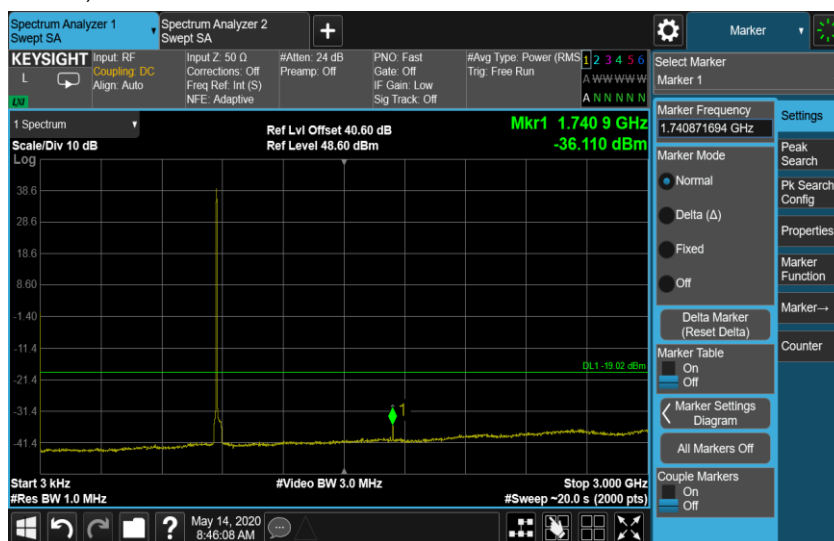 Spectrum Analyzer 1
Swept SA
Spectrum Analyzer 2
Swept SA
Marker
KEYSIGHT
L
LXI
Input: RF
Coupling: DC
Align: Auto
Input Z: 50 Ω
Corrections: Off
Freq Ref: Int (S)
NFE: Adaptive
#Atten: 24 dB
Preamp: Off
PNO: Fast
Gate: Off
IF Gain: Low
Sig Track: Off
#Avg Type: Power (RMS
Trig: Free Run
1 2 3 4 5 6
A W W W W W
A N N N N N
Select Marker
Marker 1
1 Spectrum
Scale/Div 10 dB
Log
Ref Lvl Offset 40.60 dB
Ref Level 48.60 dBm
Mkr1 1.740 9 GHz
-36.110 dBm
38.6
28.6
18.6
8.60
-1.40
-11.4
-21.4
-31.4
-41.4
DL1 -19.02 dBm
1
Start 3 kHz
#Res BW 1.0 MHz
#Video BW 3.0 MHz
Stop 3.000 GHz
#Sweep ~20.0 s (2000 pts)
Marker Frequency
1.740871694 GHz
Marker Mode
Normal
Delta (Δ)
Fixed
Off
Delta Marker
(Reset Delta)
Marker Table
On
Off
Marker Settings
Diagram
All Markers Off
Couple Markers
On
Off
Settings
Peak
Search
Pk Search
Config
Properties
Marker
Function
Marker→
Counter
?
May 14, 2020
8:46:08 AM